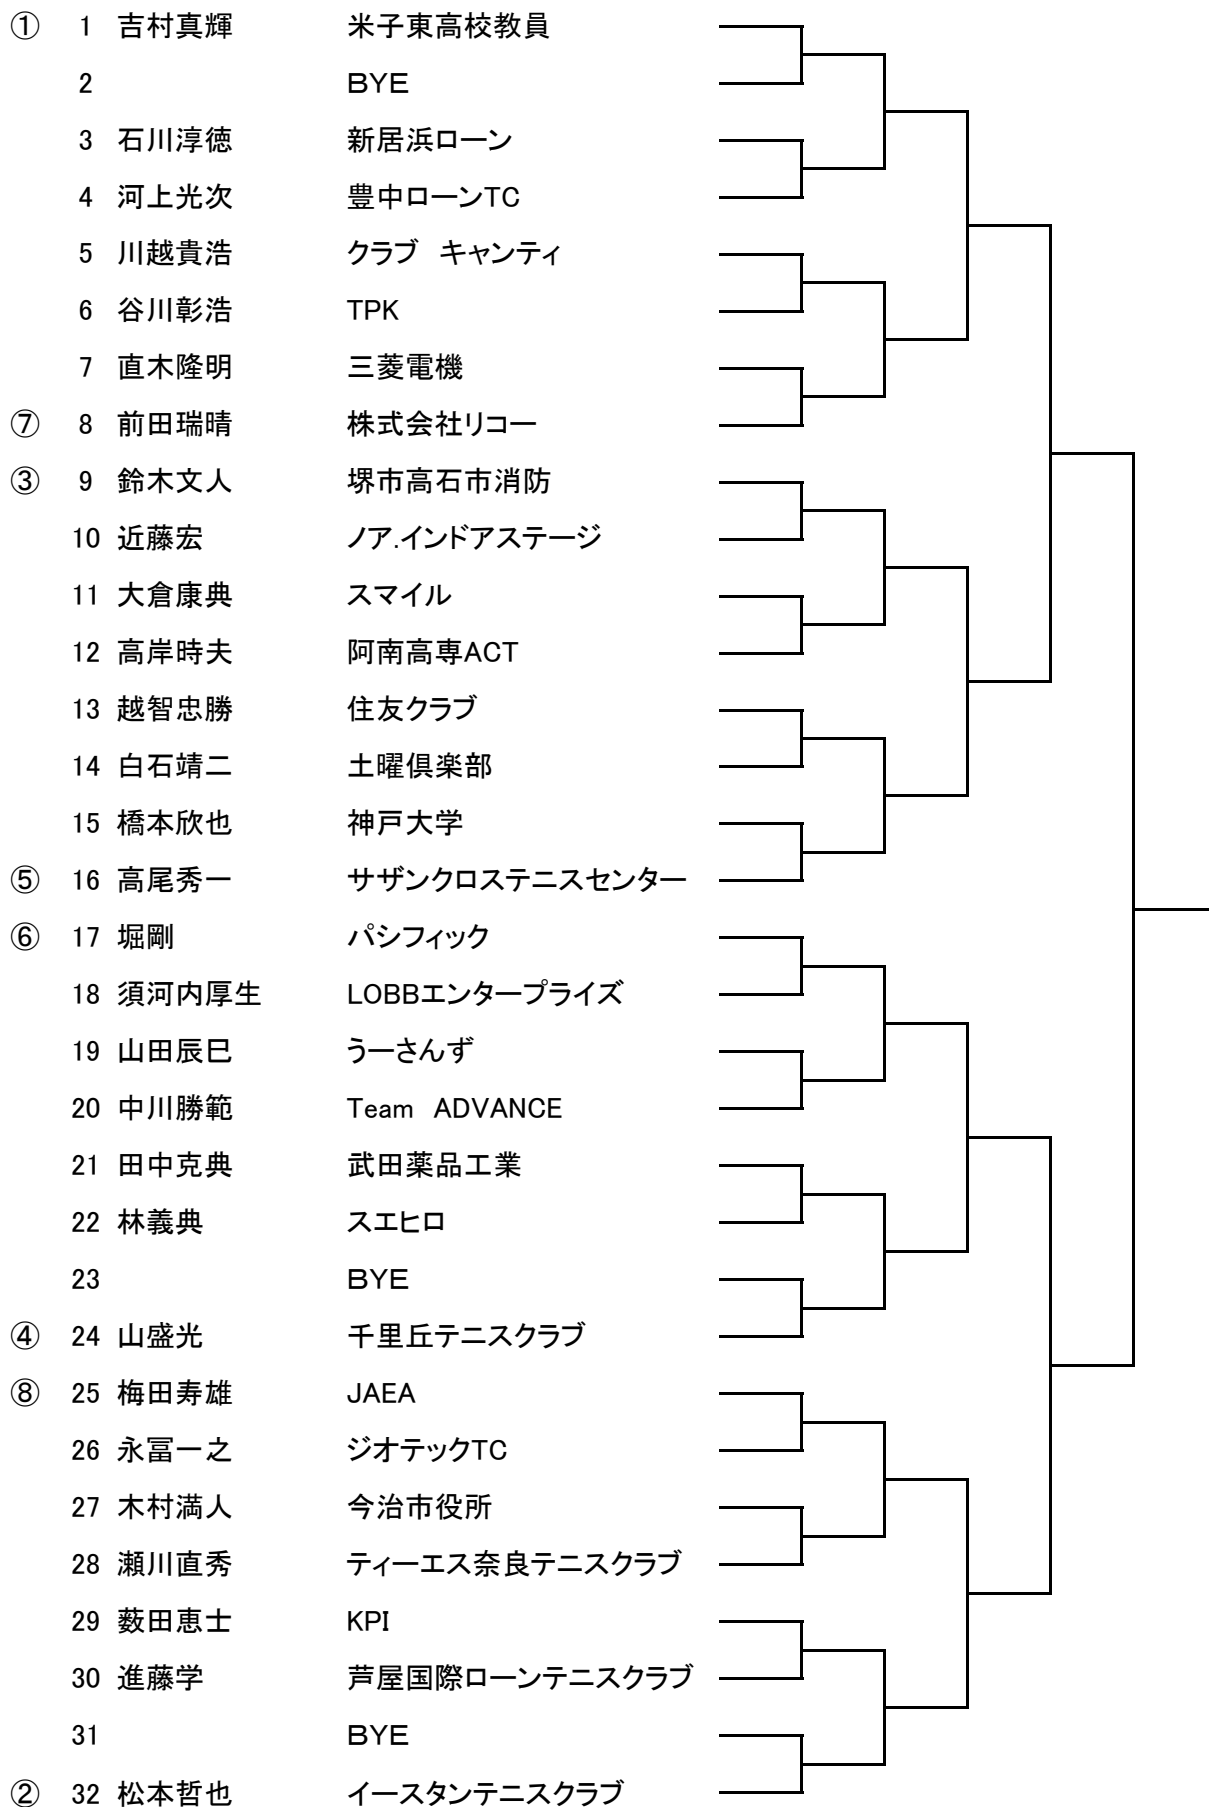 ① 1 吉村真輝 米子東高校教員
2 BYE
3 石川淳徳 新居浜ローン
4 河上光次 豊中ローンTC
5 川越貴浩 クラブ キャンティ
6 谷川彰浩 TPK
7 直木隆明 三菱電機
⑦ 8 前田瑞晴 株式会社リコー
③ 9 鈴木文人 堺市高石市消防
10 近藤宏 ノア.インドアステージ
11 大倉康典 スマイル
12 高岸時夫 阿南高専ACT
13 越智忠勝 住友クラブ
14 白石靖二 土曜倶楽部
15 橋本欣也 神戸大学
⑤ 16 高尾秀一 サザンクロステニスセンター
⑥ 17 堀剛 パシフィック
18 須河内厚生 LOBBエンタープライズ
19 山田辰巳 うーさんず
20 中川勝範 Team ADVANCE
21 田中克典 武田薬品工業
22 林義典 スエヒロ
23 BYE
④ 24 山盛光 千里丘テニスクラブ
⑧ 25 梅田寿雄 JAEA
26 永冨一之 ジオテックTC
27 木村満人 今治市役所
28 瀬川直秀 ティーエス奈良テニスクラブ
29 薮田恵士 KPI
30 進藤学 芦屋国際ローンテニスクラブ
31 BYE
② 32 松本哲也 イースタンテニスクラブ